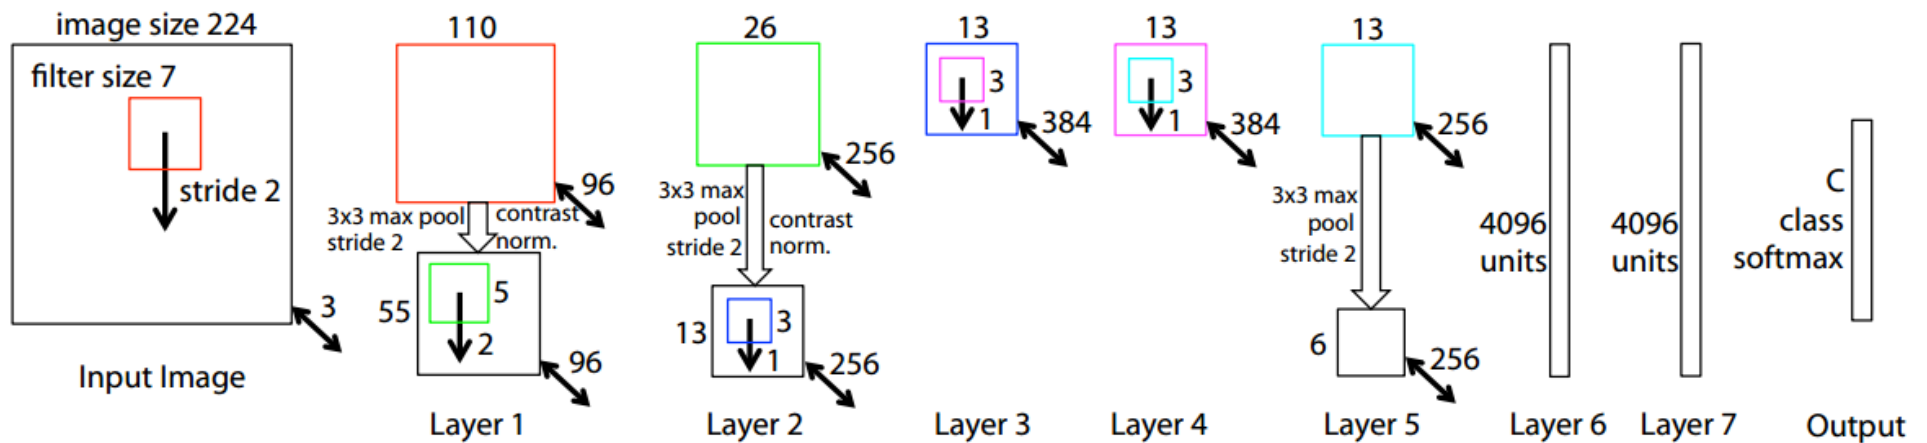 image size 224
filter size 7
stride 2
3
Input Image
110
96
3x3 max pool
stride 2
contrast
norm.
55
5
2
96
Layer 1
26
256
3x3 max
pool
stride 2
contrast
norm.
13
3
1
256
Layer 2
13
3
1
384
Layer 3
13
3
1
384
Layer 4
13
256
3x3 max
pool
stride 2
6
256
Layer 5
4096
units
Layer 6
4096
units
Layer 7
C
class
softmax
Output